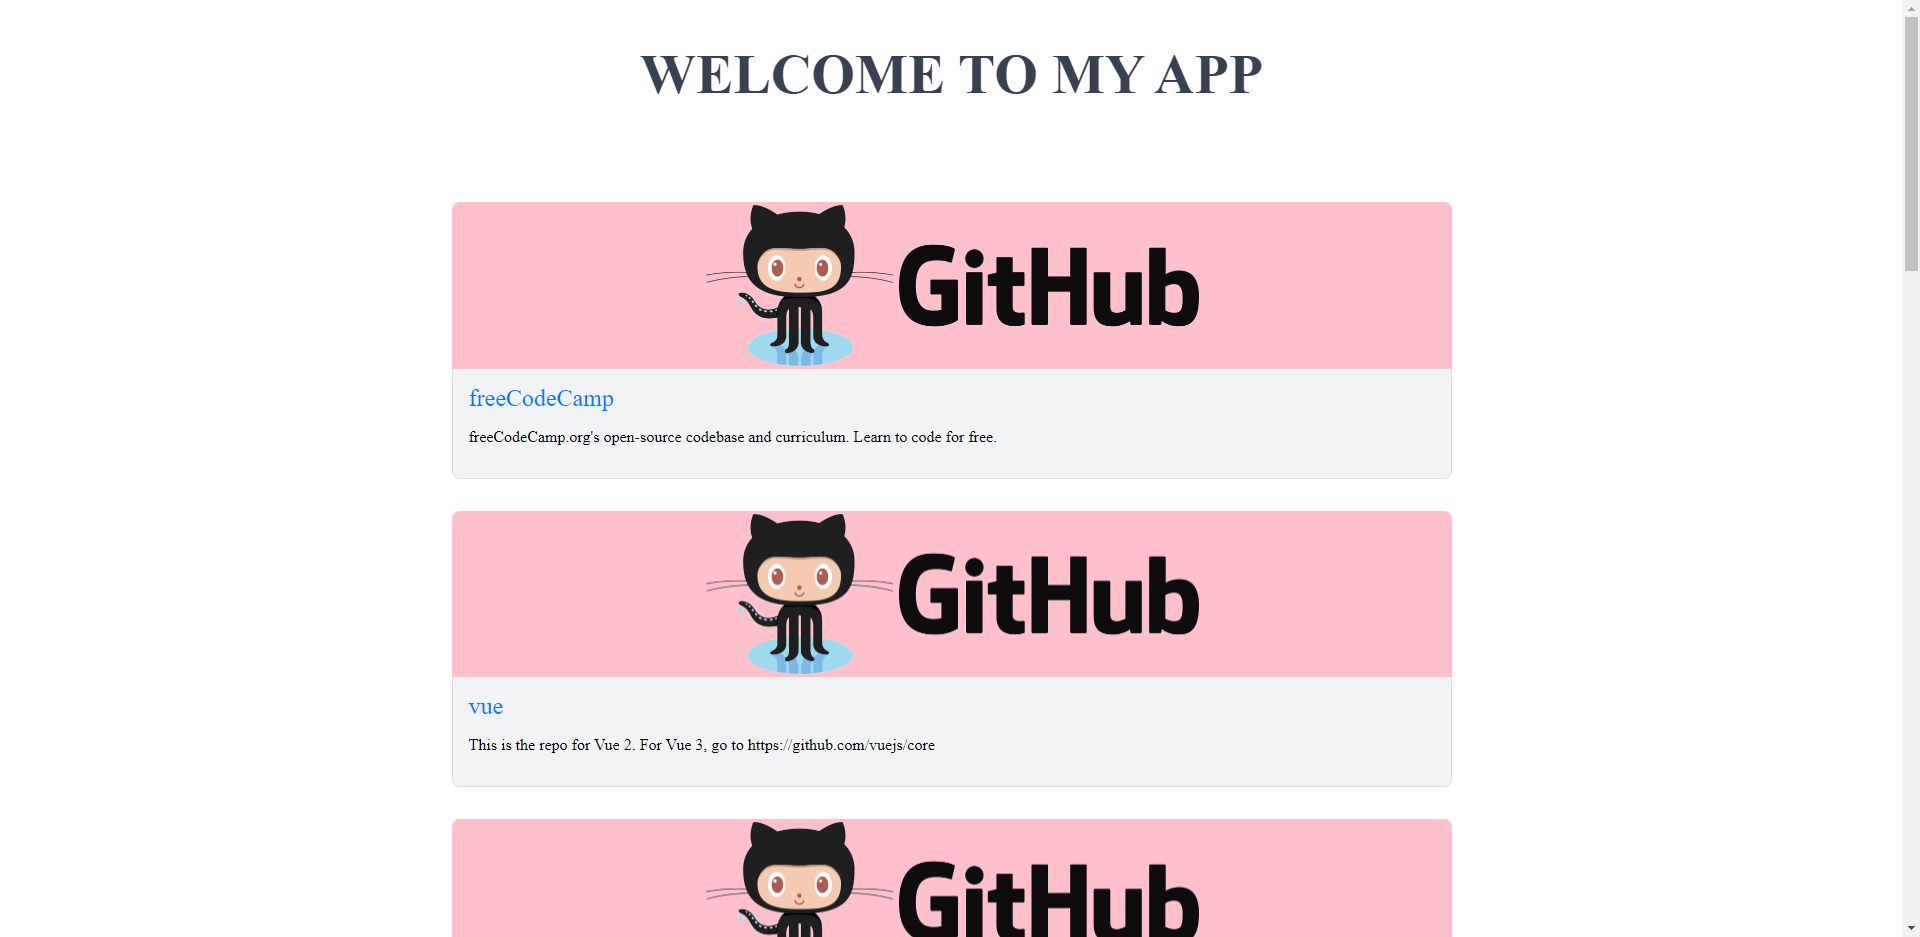 WELCOME TO MY APP
GitHub
freeCodeCamp
freeCodeCamp.org's open-source codebase and curriculum. Learn to code for free.
GitHub
vue
This is the repo for Vue 2. For Vue 3, go to https://github.com/vuejs/core
GitHub